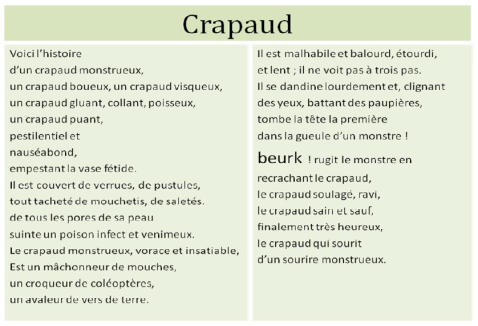 Crapaud
Voici l’histoire
d’un crapaud monstrueux,
un crapaud boueux, un crapaud visqueux,
un crapaud gluant, collant, poisseux,
un crapaud puant,
pestilentiel et
nauséabond,
empestant la vase fétide.
Il est couvert de verrues, de pustules,
tout tacheté de mouchetis, de saletés.
de tous les pores de sa peau
suinte un poison infect et venimeux.
Le crapaud monstrueux, vorace et insatiable,
Est un mâchonneur de mouches,
un croqueur de coléoptères,
un avaleur de vers de terre.
Il est malhabile et balourd, étourdi,
et lent ; il ne voit pas à trois pas.
Il se dandine lourdement et, clignant
des yeux, battant des paupières,
tombe la tête la première
dans la gueule d’un monstre !
beurk ! rugit le monstre en
recrachant le crapaud,
le crapaud soulagé, ravi,
le crapaud sain et sauf,
finalement très heureux,
le crapaud qui sourit
d’un sourire monstrueux.